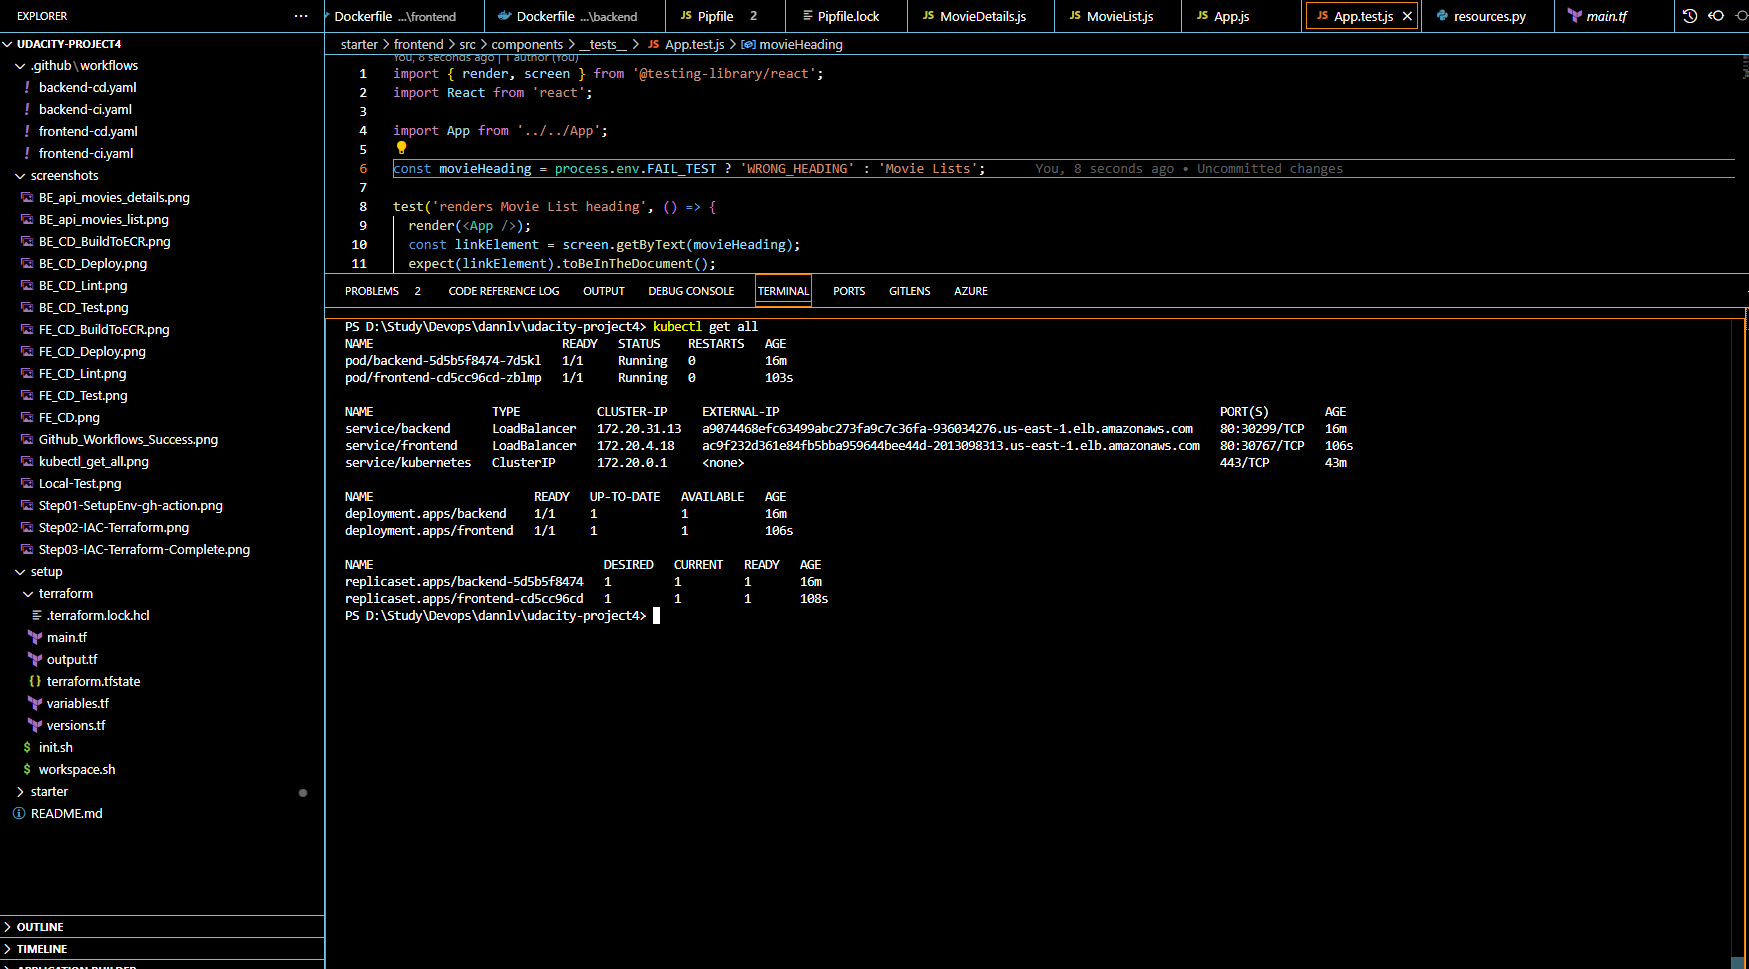 EXPLORER ···
Dockerfile ...\frontend Dockerfile ...\backend JS Pipfile 2 Pipfile.lock JS MovieDetails.js JS MovieList.js JS App.js JS App.test.js resources.py main.tf
UDACITY-PROJECT4
.github\workflows
! backend-cd.yaml
! backend-ci.yaml
! frontend-cd.yaml
! frontend-ci.yaml
screenshots
BE_api_movies_details.png
BE_api_movies_list.png
BE_CD_BuildToECR.png
BE_CD_Deploy.png
BE_CD_Lint.png
BE_CD_Test.png
FE_CD_BuildToECR.png
FE_CD_Deploy.png
FE_CD_Lint.png
FE_CD_Test.png
FE_CD.png
Github_Workflows_Success.png
kubectl_get_all.png
Local-Test.png
Step01-SetupEnv-gh-action.png
Step02-IAC-Terraform.png
Step03-IAC-Terraform-Complete.png
setup
terraform
.terraform.lock.hcl
main.tf
output.tf
{} terraform.tfstate
variables.tf
versions.tf
$ init.sh
$ workspace.sh
starter
README.md
OUTLINE
TIMELINE
APPLICATION BUILDER
starter > frontend > src > components > __tests__ > JS App.test.js > movieHeading
You, 8 seconds ago | 1 author (You)
1 import { render, screen } from '@testing-library/react';
2 import React from 'react';
3
4 import App from '../../App';
5
6 const movieHeading = process.env.FAIL_TEST ? 'WRONG_HEADING' : 'Movie Lists'; You, 8 seconds ago • Uncommitted changes
7
8 test('renders Movie List heading', () => {
9 render(<App />);
10 const linkElement = screen.getByText(movieHeading);
11 expect(linkElement).toBeInTheDocument();
PROBLEMS 2 CODE REFERENCE LOG OUTPUT DEBUG CONSOLE TERMINAL PORTS GITLENS AZURE
PS D:\Study\Devops\dannlv\udacity-project4> kubectl get all
NAME READY STATUS RESTARTS AGE
pod/backend-5d5b5f8474-7d5kl 1/1 Running 0 16m
pod/frontend-cd5cc96cd-zblmp 1/1 Running 0 103s
NAME TYPE CLUSTER-IP EXTERNAL-IP PORT(S) AGE
service/backend LoadBalancer 172.20.31.13 a9074468efc63499abc273fa9c7c36fa-936034276.us-east-1.elb.amazonaws.com 80:30299/TCP 16m
service/frontend LoadBalancer 172.20.4.18 ac9f232d361e84fb5bba959644bee44d-2013098313.us-east-1.elb.amazonaws.com 80:30767/TCP 106s
service/kubernetes ClusterIP 172.20.0.1 <none> 443/TCP 43m
NAME READY UP-TO-DATE AVAILABLE AGE
deployment.apps/backend 1/1 1 1 16m
deployment.apps/frontend 1/1 1 1 106s
NAME DESIRED CURRENT READY AGE
replicaset.apps/backend-5d5b5f8474 1 1 1 16m
replicaset.apps/frontend-cd5cc96cd 1 1 1 108s
PS D:\Study\Devops\dannlv\udacity-project4>